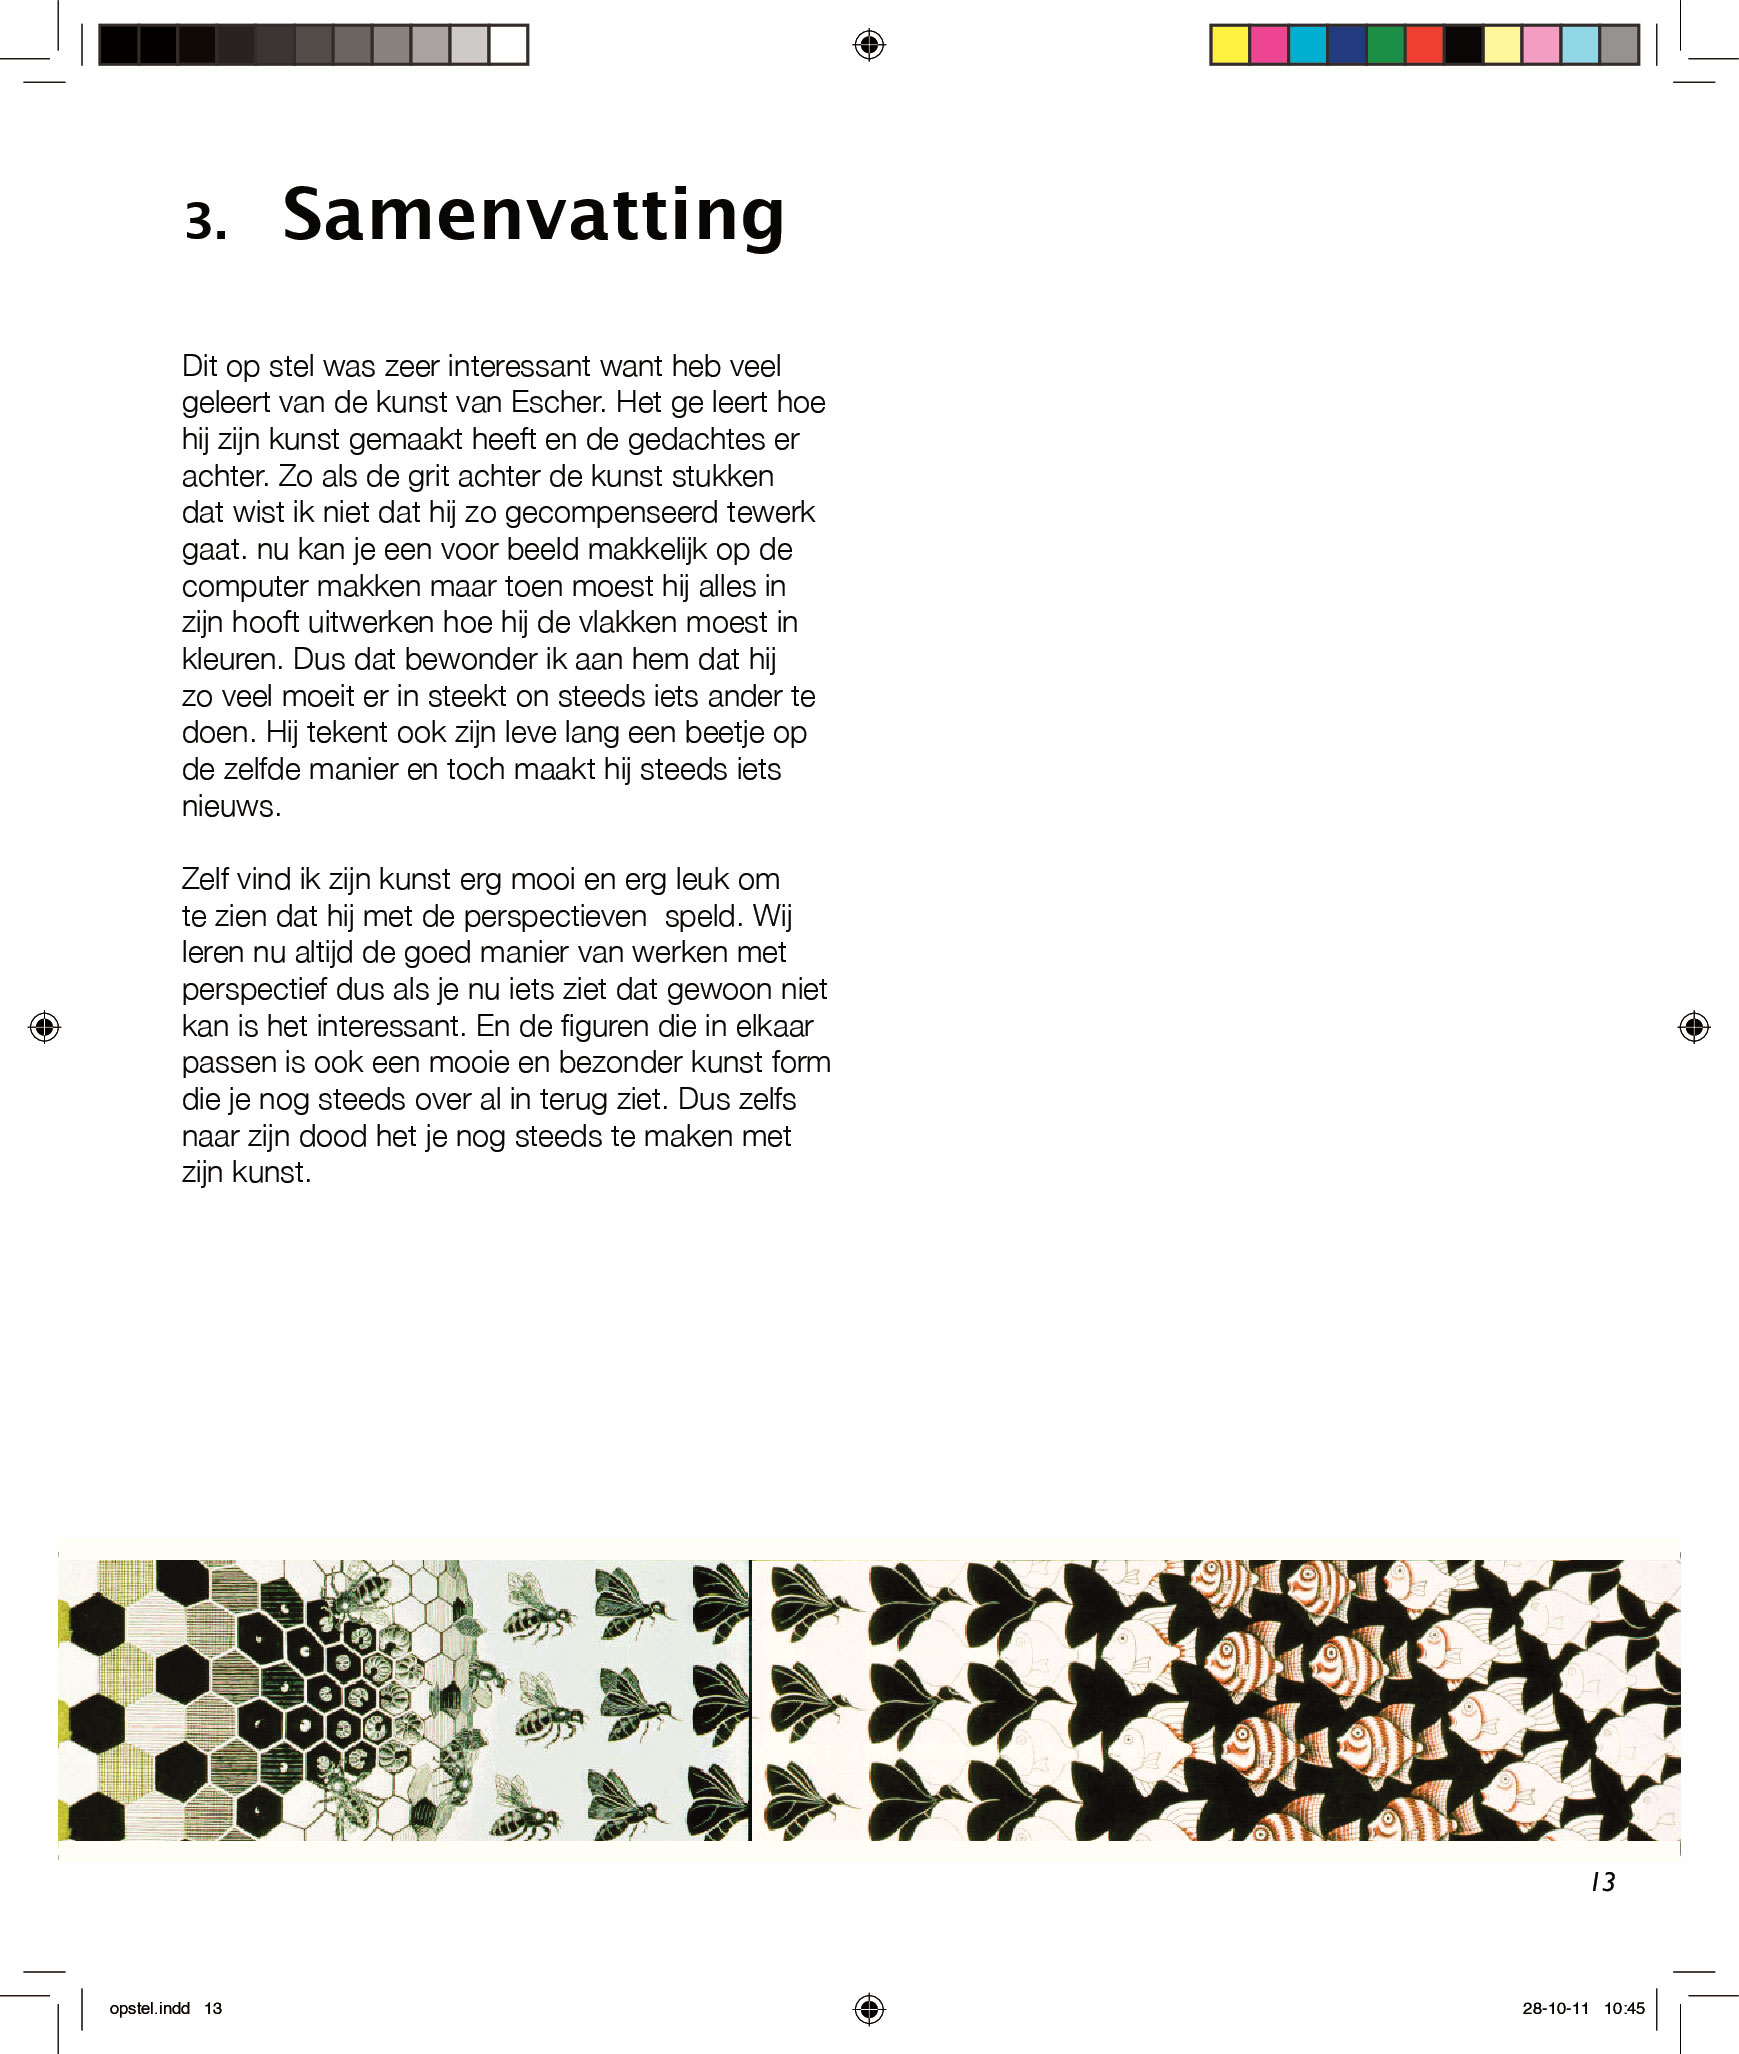 3. Samenvatting
Dit op stel was zeer interessant want heb veel
geleert van de kunst van Escher. Het ge leert hoe
hij zijn kunst gemaakt heeft en de gedachtes er
achter. Zo als de grit achter de kunst stukken
dat wist ik niet dat hij zo gecompenseerd tewerk
gaat. nu kan je een voor beeld makkelijk op de
computer makken maar toen moest hij alles in
zijn hooft uitwerken hoe hij de vlakken moest in
kleuren. Dus dat bewonder ik aan hem dat hij
zo veel moeit er in steekt on steeds iets ander te
doen. Hij tekent ook zijn leve lang een beetje op
de zelfde manier en toch maakt hij steeds iets
nieuws.
Zelf vind ik zijn kunst erg mooi en erg leuk om
te zien dat hij met de perspectieven  speld. Wij
leren nu altijd de goed manier van werken met
perspectief dus als je nu iets ziet dat gewoon niet
kan is het interessant. En de figuren die in elkaar
passen is ook een mooie en bezonder kunst form
die je nog steeds over al in terug ziet. Dus zelfs
naar zijn dood het je nog steeds te maken met
zijn kunst.
13
opstel.indd 13
28-10-11 10:45